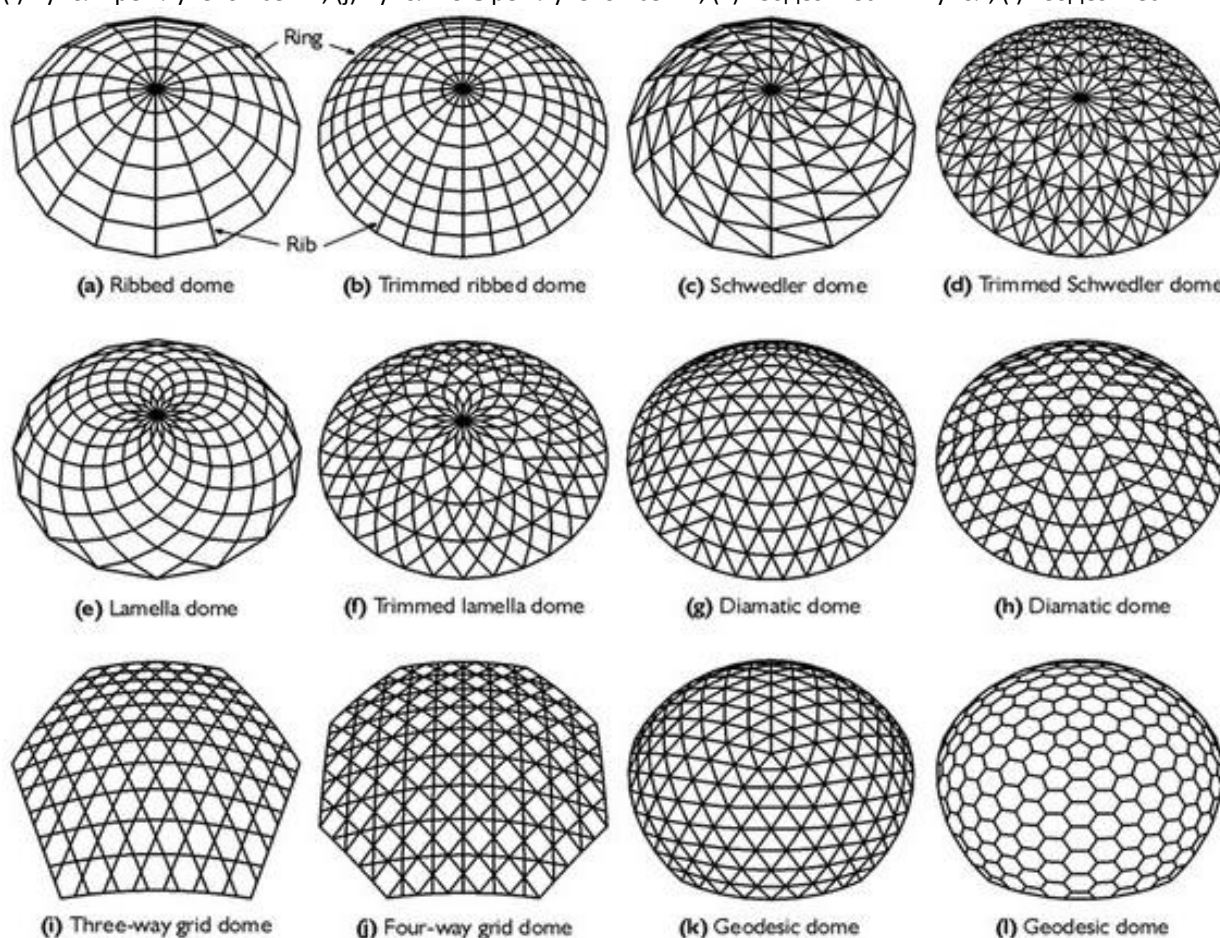 Ring
Rib
(a) Ribbed dome
(b) Trimmed ribbed dome
(c) Schwedler dome
(d) Trimmed Schwedler dome
(e) Lamella dome
(f) Trimmed lamella dome
(g) Diamatic dome
(h) Diamatic dome
(i) Three-way grid dome
(j) Four-way grid dome
(k) Geodesic dome
(l) Geodesic dome